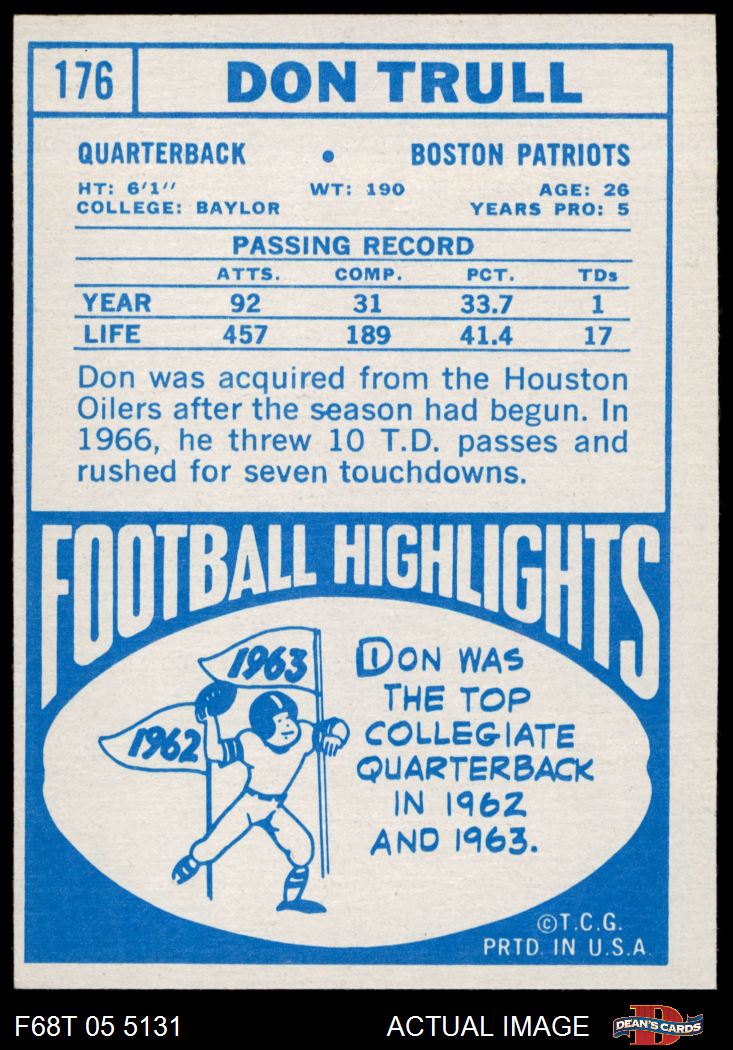 176 DON TRULL
QUARTERBACK • BOSTON PATRIOTS
HT: 6'1" WT: 190 AGE: 26
COLLEGE: BAYLOR YEARS PRO: 5
PASSING RECORD
ATTS. COMP. PCT. TDs
YEAR 92 31 33.7 1
LIFE 457 189 41.4 17
Don was acquired from the Houston
Oilers after the season had begun. In
1966, he threw 10 T.D. passes and
rushed for seven touchdowns.
FOOTBALL HIGHLIGHTS
1963
1962
DON WAS
THE TOP
COLLEGIATE
QUARTERBACK
IN 1962
AND 1963.
©T.C.G.
PRTD. IN U.S.A.
F68T 05 5131 ACTUAL IMAGE D DEAN'S CARDS